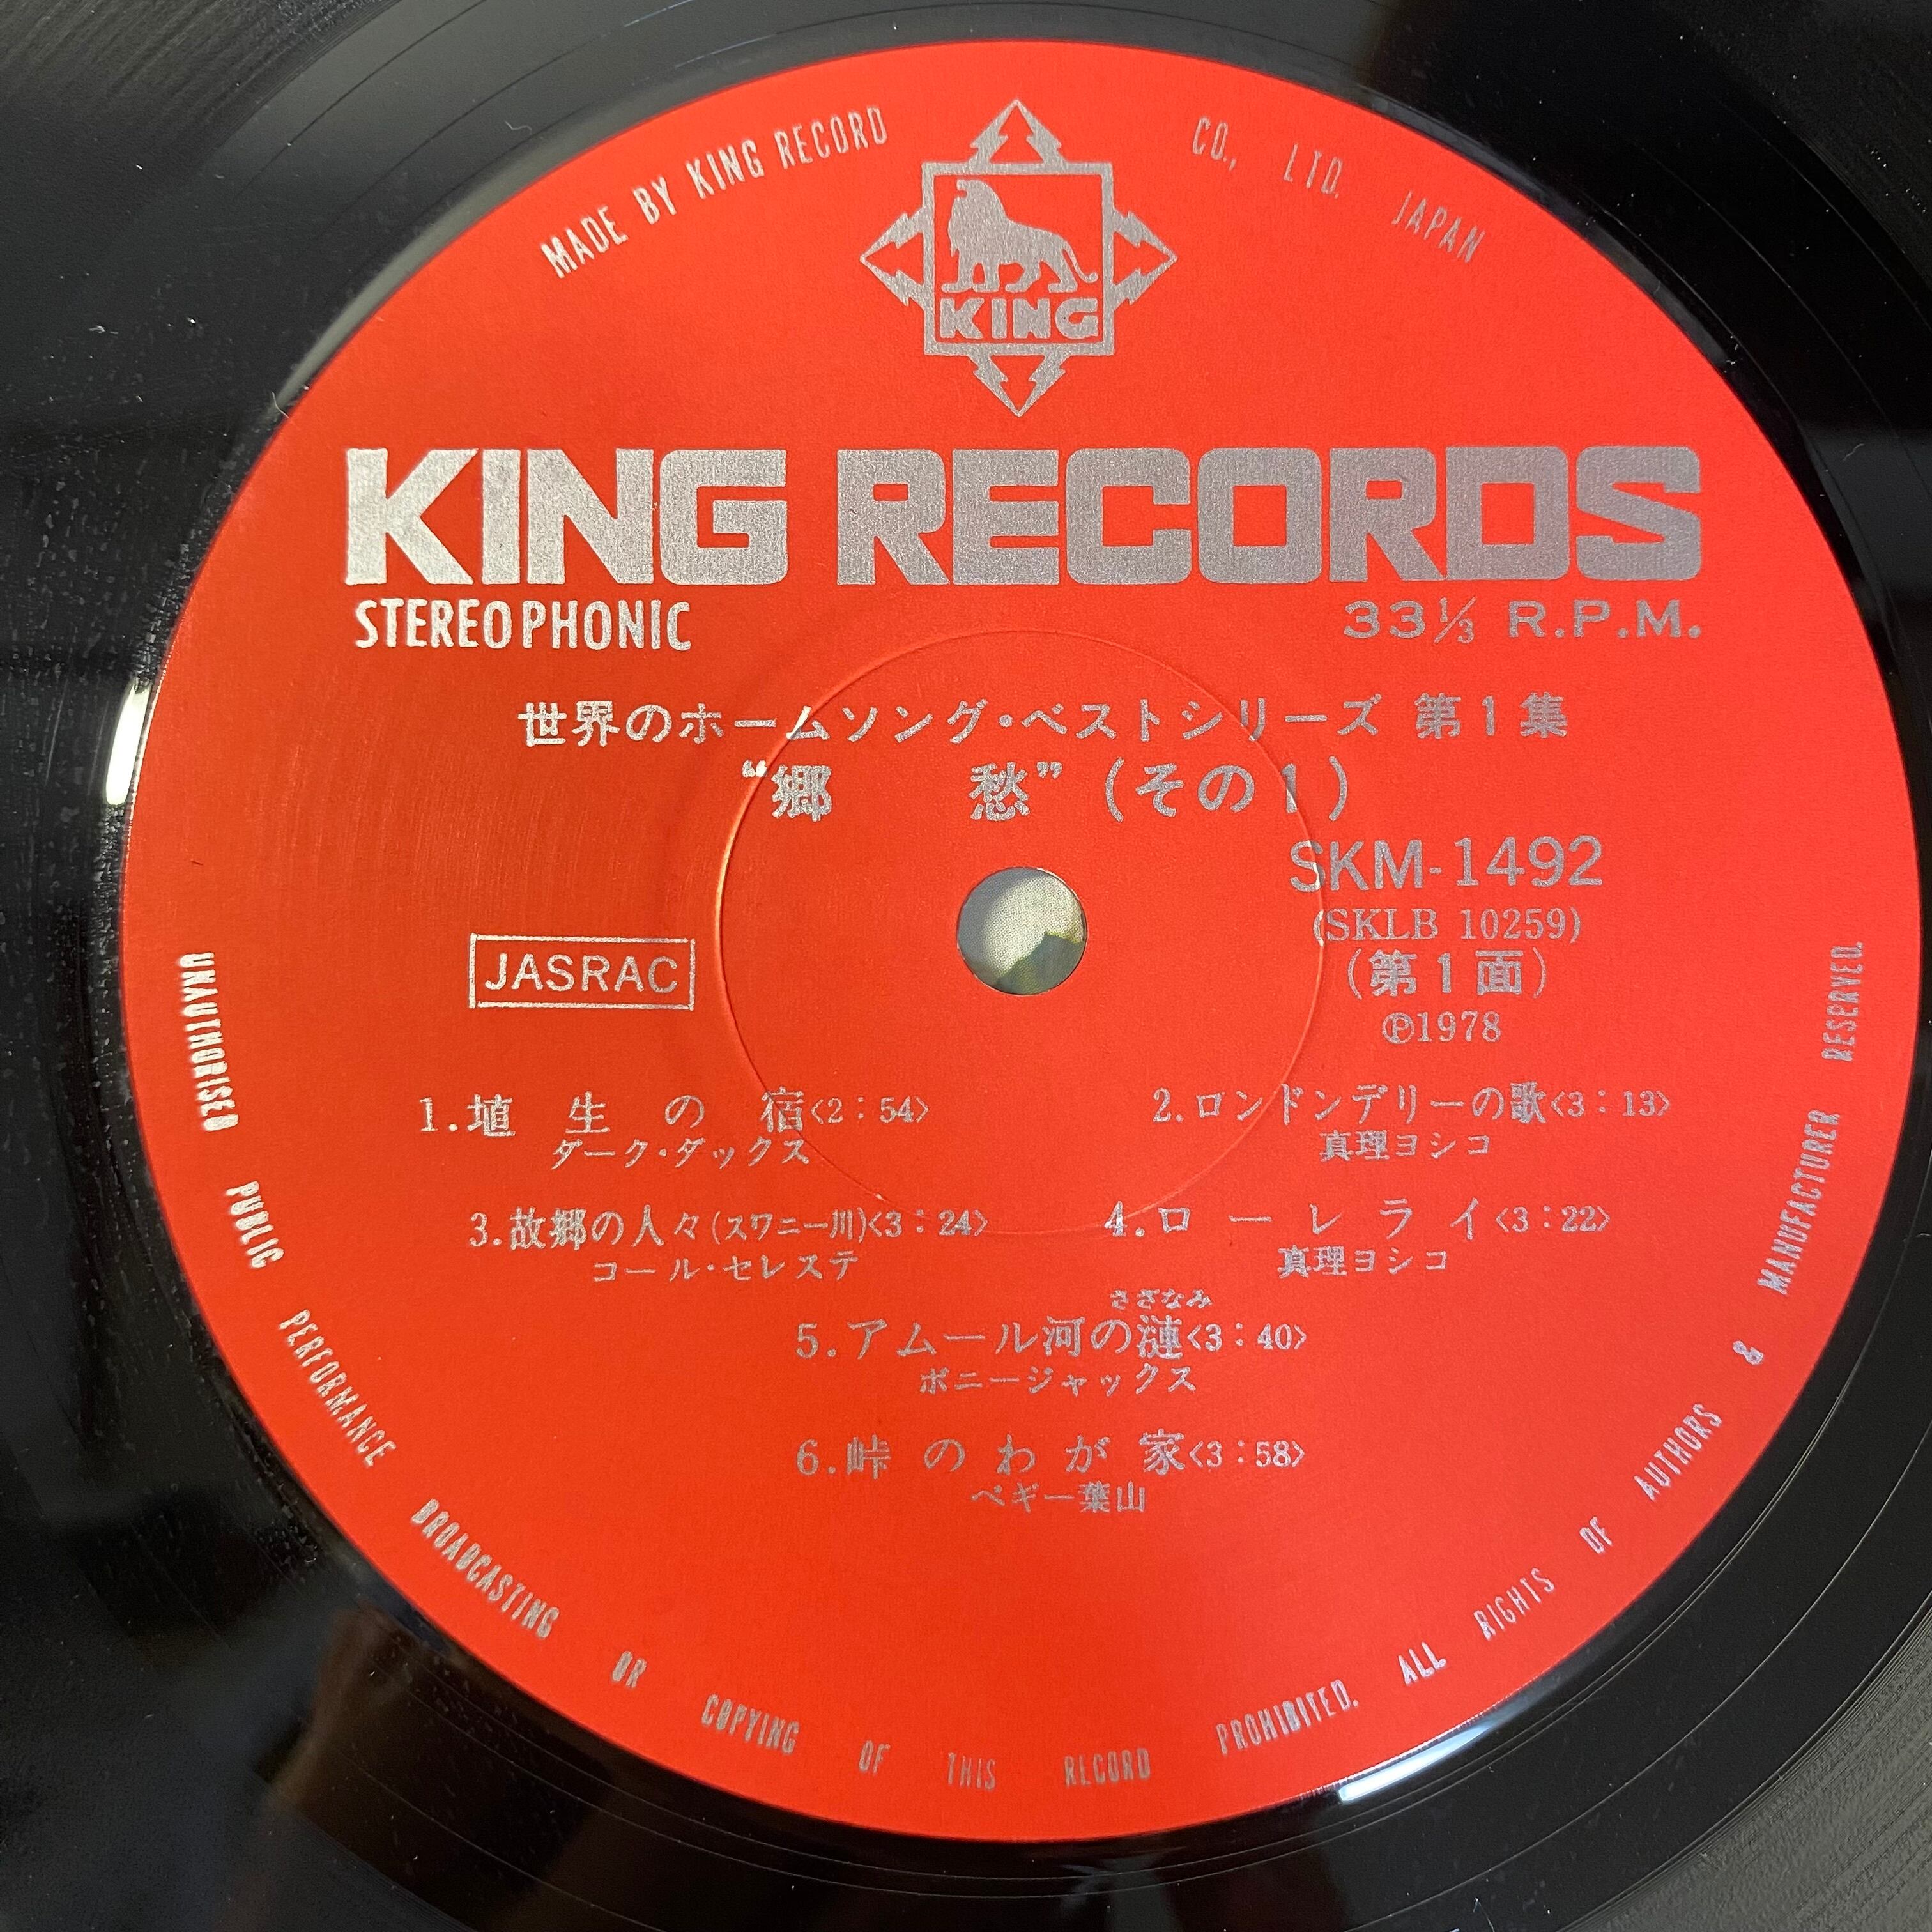 MADE BY KING RECORD CO., LTD. JAPAN
KING
KING RECORDS
STEREOPHONIC
33⅓ R.P.M.
世界のホームソング・ベストシリーズ 第1集
“郷 愁”(その1)
SKM-1492
(SKLB 10259)
(第1面)
JASRAC
℗1978
1.埴生の宿<2:54>
ダーク・ダックス
2.ロンドンデリーの歌<3:13>
真理ヨシコ
3.故郷の人々(スワニー川)<3:24>
コール・セレステ
4.ローレライ<3:22>
真理ヨシコ
さざなみ
5.アムール河の漣<3:40>
ボニージャックス
6.峠のわが家<3:58>
ペギー葉山
UNAUTHORISED PUBLIC PERFORMANCE BROADCASTING OR COPYING OF THIS RECORD PROHIBITED. ALL RIGHTS OF AUTHORS & MANUFACTURER RESERVED.